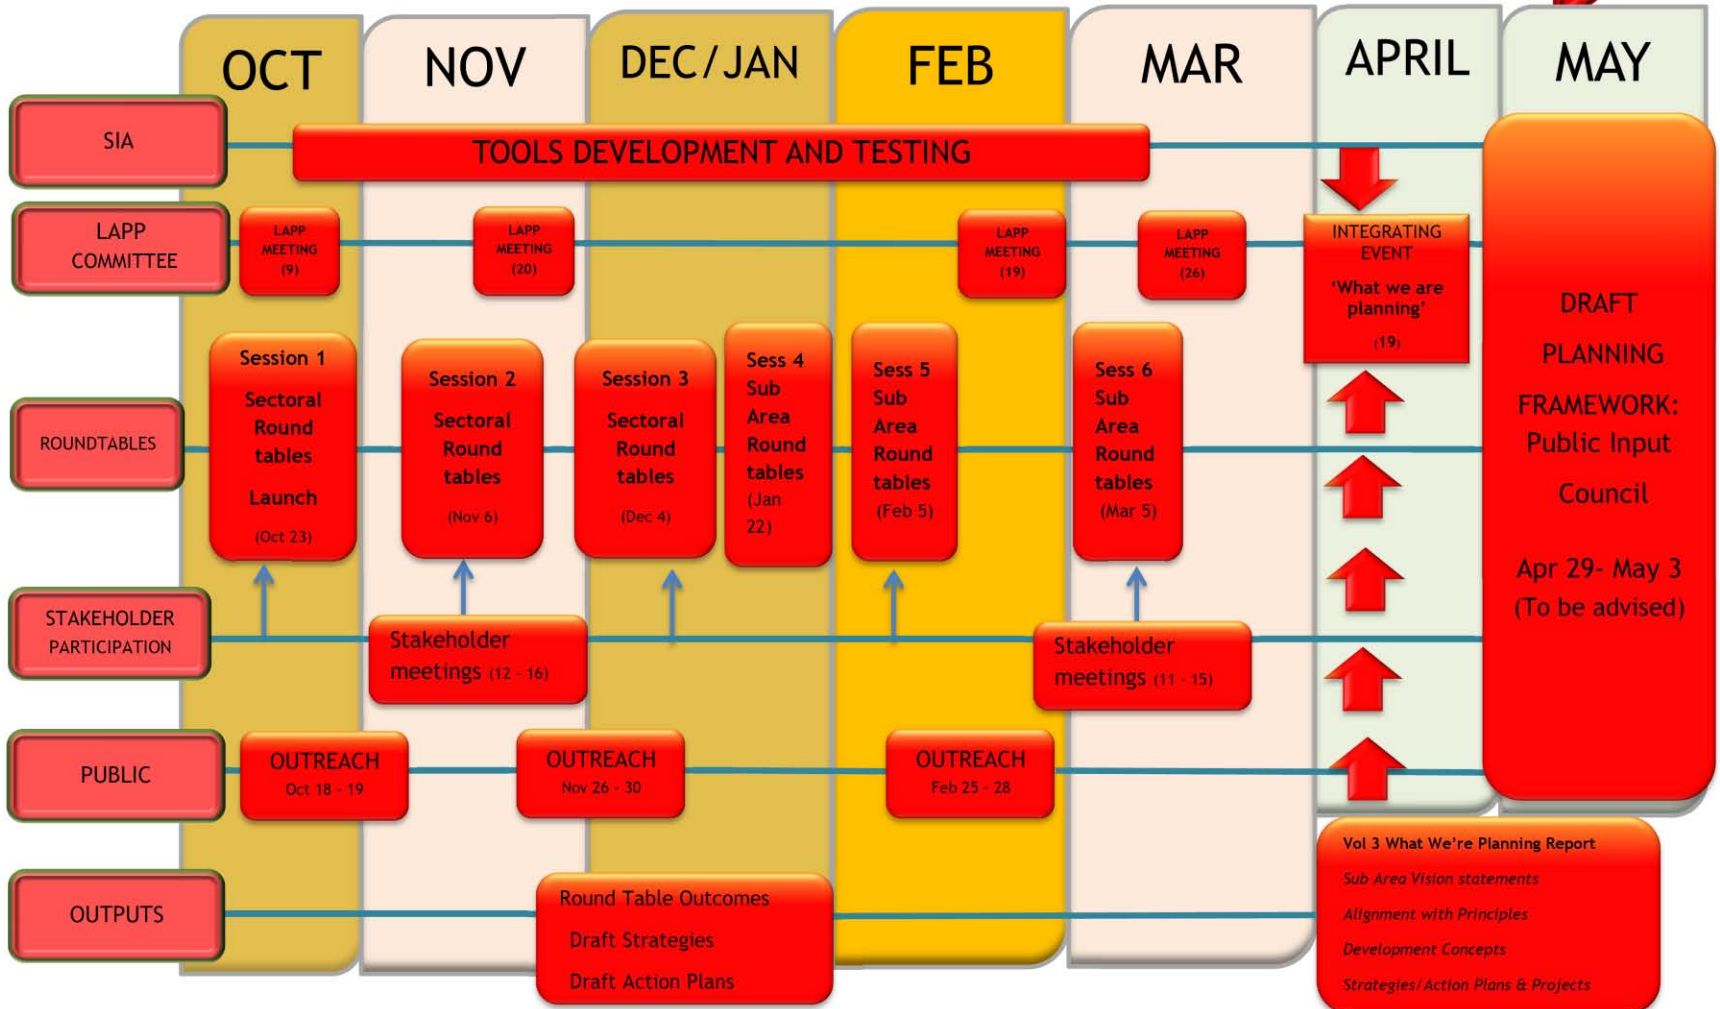 OCT
NOV
DEC/JAN
FEB
MAR
APRIL
MAY
SIA
TOOLS DEVELOPMENT AND TESTING
LAPP
COMMITTEE
LAPP
MEETING
(9)
LAPP
MEETING
(20)
LAPP
MEETING
(19)
LAPP
MEETING
(26)
INTEGRATING
EVENT
‘What we are
planning’
(19)
ROUNDTABLES
Session 1
Sectoral
Round
tables
Launch
(Oct 23)
Session 2
Sectoral
Round
tables
(Nov 6)
Session 3
Sectoral
Round
tables
(Dec 4)
Sess 4
Sub
Area
Round
tables
(Jan
22)
Sess 5
Sub
Area
Round
tables
(Feb 5)
Sess 6
Sub
Area
Round
tables
(Mar 5)
DRAFT
PLANNING
FRAMEWORK:
Public Input
Council
Apr 29- May 3
(To be advised)
STAKEHOLDER
PARTICIPATION
Stakeholder
meetings (12 - 16)
Stakeholder
meetings (11 - 15)
PUBLIC
OUTREACH
Oct 18 - 19
OUTREACH
Nov 26 - 30
OUTREACH
Feb 25 - 28
OUTPUTS
Round Table Outcomes
Draft Strategies
Draft Action Plans
Vol 3 What We're Planning Report
Sub Area Vision statements
Alignment with Principles
Development Concepts
Strategies/Action Plans & Projects